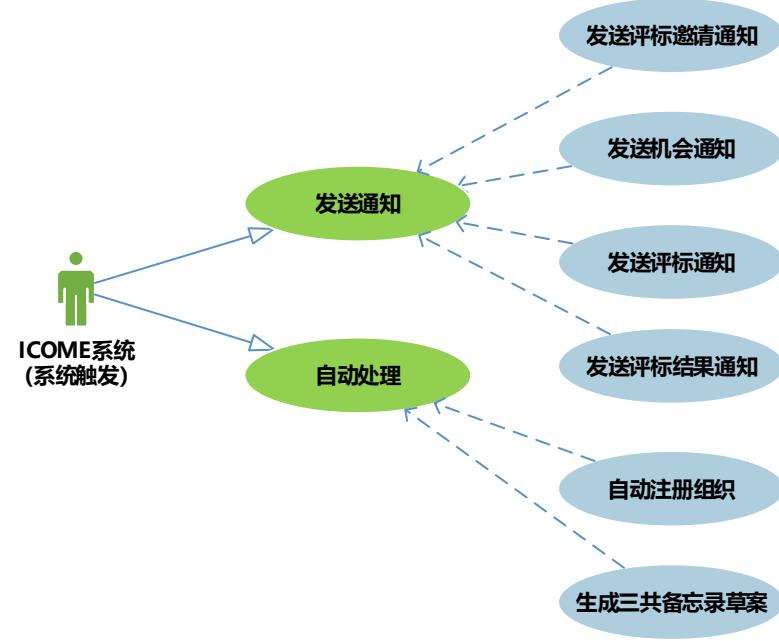 发送评标邀请通知
发送机会通知
发送通知
发送评标通知
ICOME系统
(系统触发)
发送评标结果通知
自动处理
自动注册组织
生成三共备忘录草案